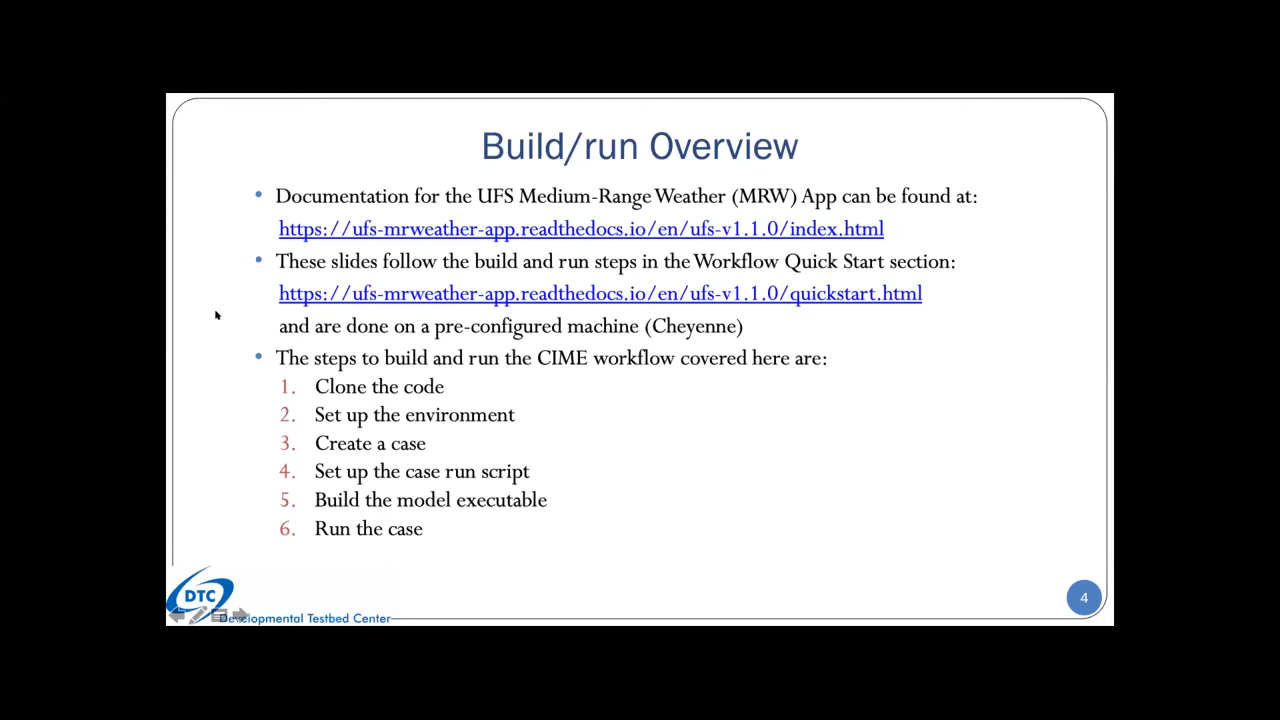 Build/run Overview
• Documentation for the UFS Medium-Range Weather (MRW) App can be found at:
https://ufs-mrweather-app.readthedocs.io/en/ufs-v1.1.0/index.html
• These slides follow the build and run steps in the Workflow Quick Start section:
https://ufs-mrweather-app.readthedocs.io/en/ufs-v1.1.0/quickstart.html
and are done on a pre-configured machine (Cheyenne)
• The steps to build and run the CIME workflow covered here are:
1. Clone the code
2. Set up the environment
3. Create a case
4. Set up the case run script
5. Build the model executable
6. Run the case
DTC
Developmental Testbed Center
4